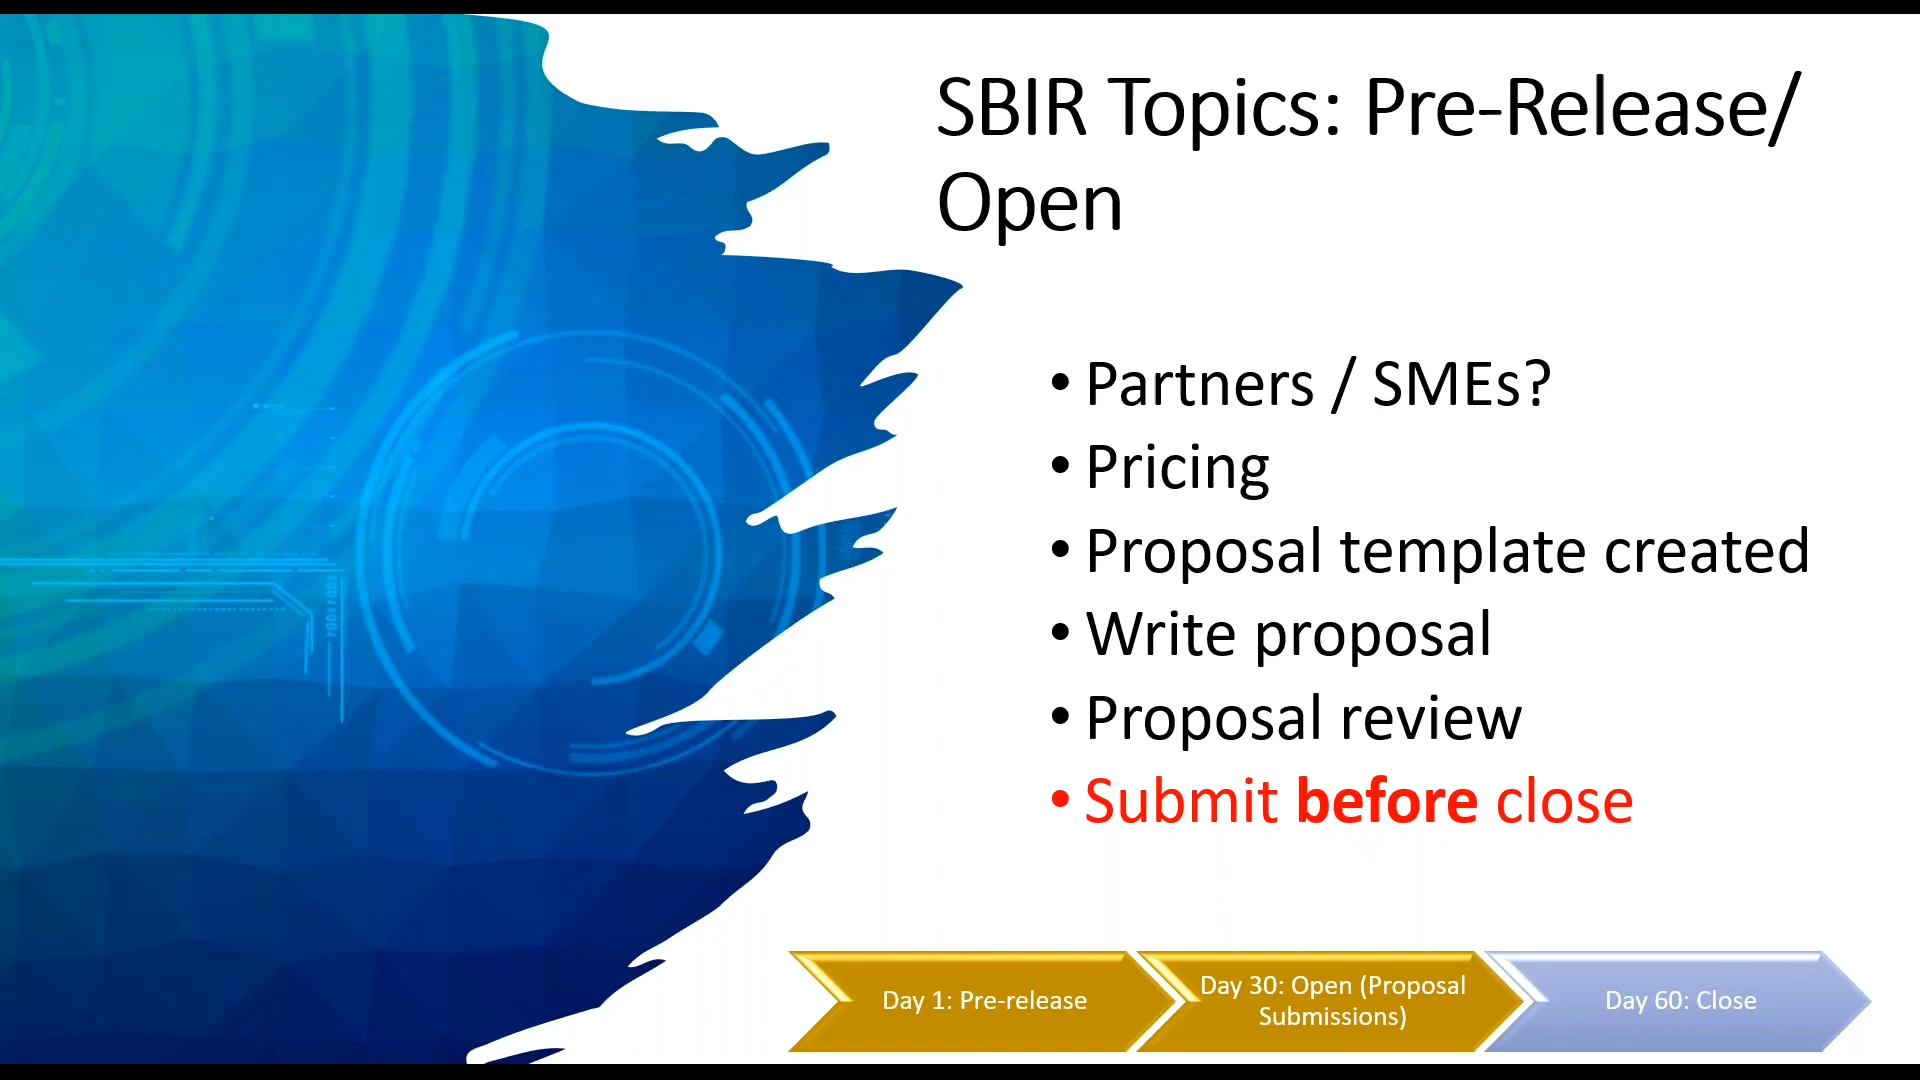 SBIR Topics: Pre-Release/
Open
• Partners / SMEs?
• Pricing
• Proposal template created
• Write proposal
• Proposal review
• Submit before close
Day 1: Pre-release
Day 30: Open (Proposal
Submissions)
Day 60: Close